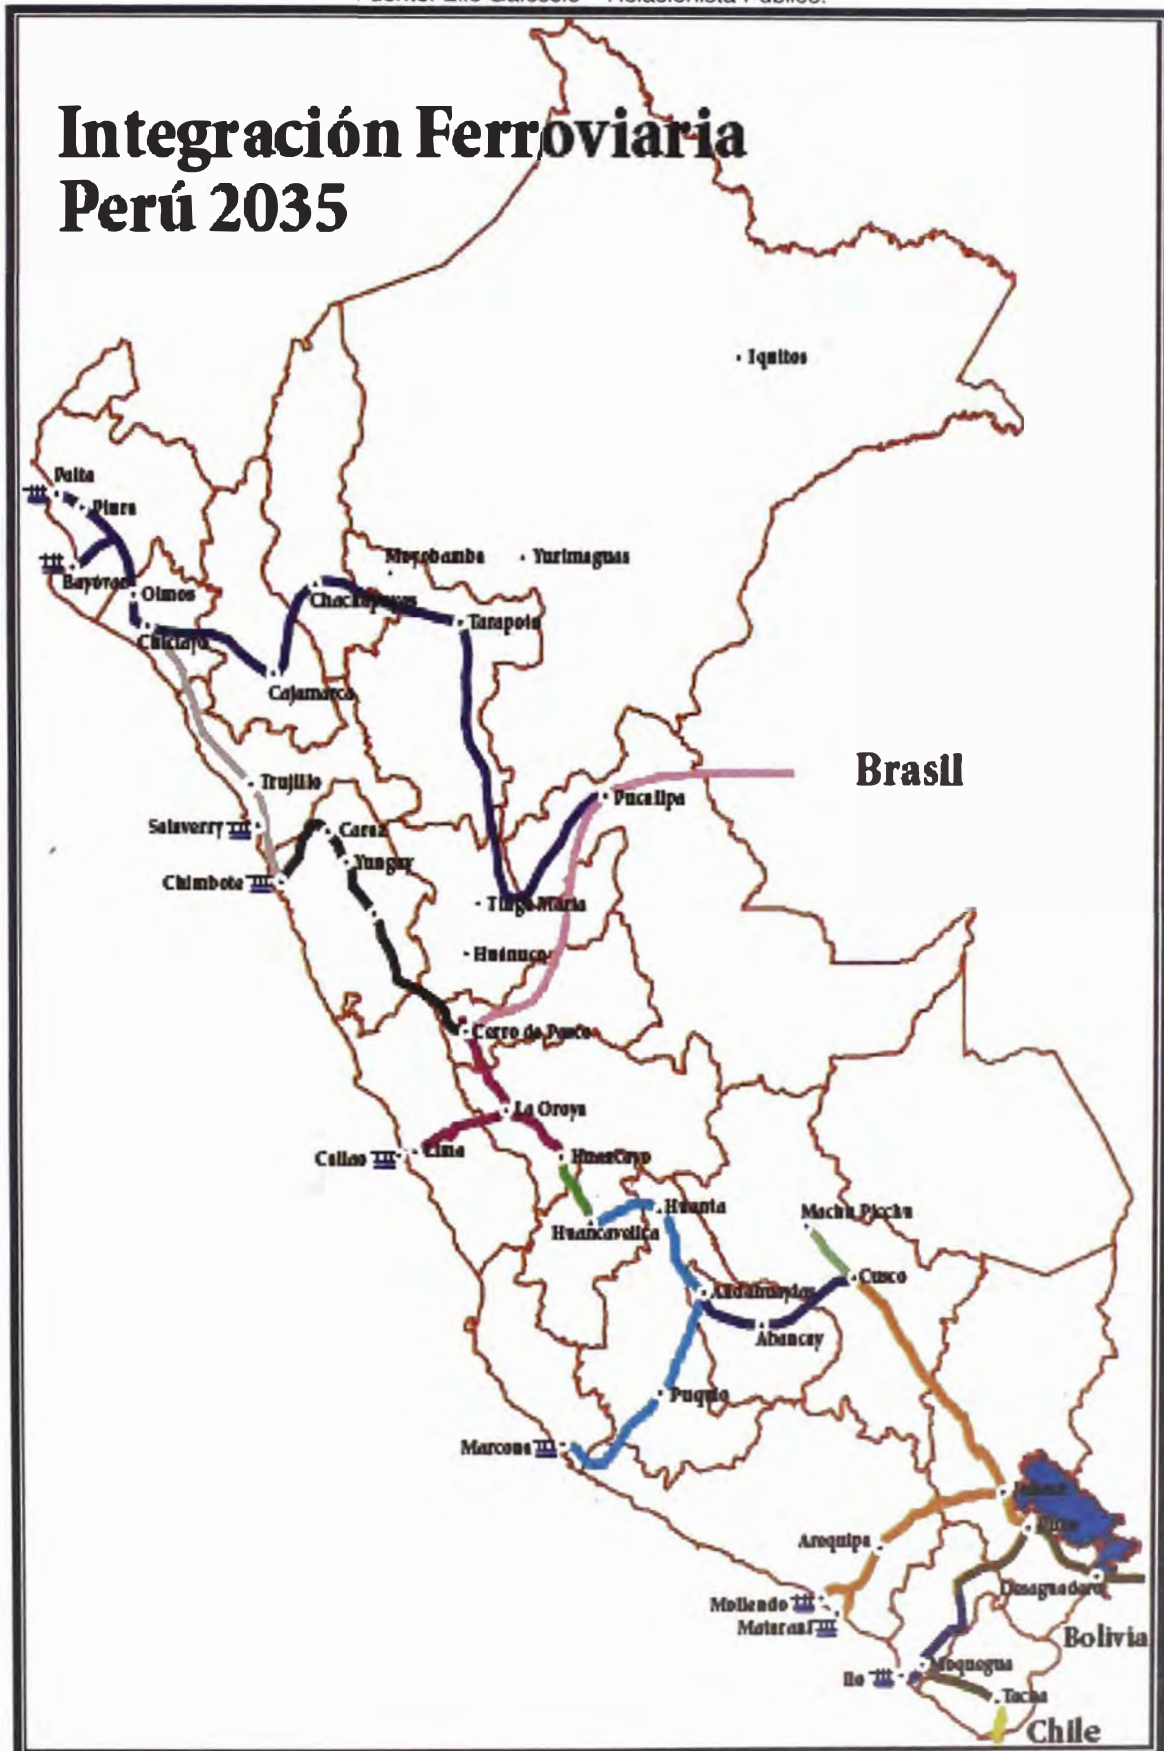 Integración Ferroviaria
Perú 2035
Iquitos
Paita
Piura
Bayóvar
Olmos
Chiclayo
Moyobamba
Yurimaguas
Chachapoyas
Tarapoto
Cajamarca
Trujillo
Brasil
Pucallpa
Salaverry
Caraz
Yungay
Chimbote
Tingo María
Huánuco
Cerro de Pasco
La Oroya
Callao
Lima
Huancayo
Huanta
Huancavelica
Machu Picchu
Cusco
Andahuaylas
Abancay
Puquio
Marcona
Puno
Arequipa
Desaguadero
Mollendo
Matarani
Bolivia
Ilo
Moquegua
Tacna
Chile